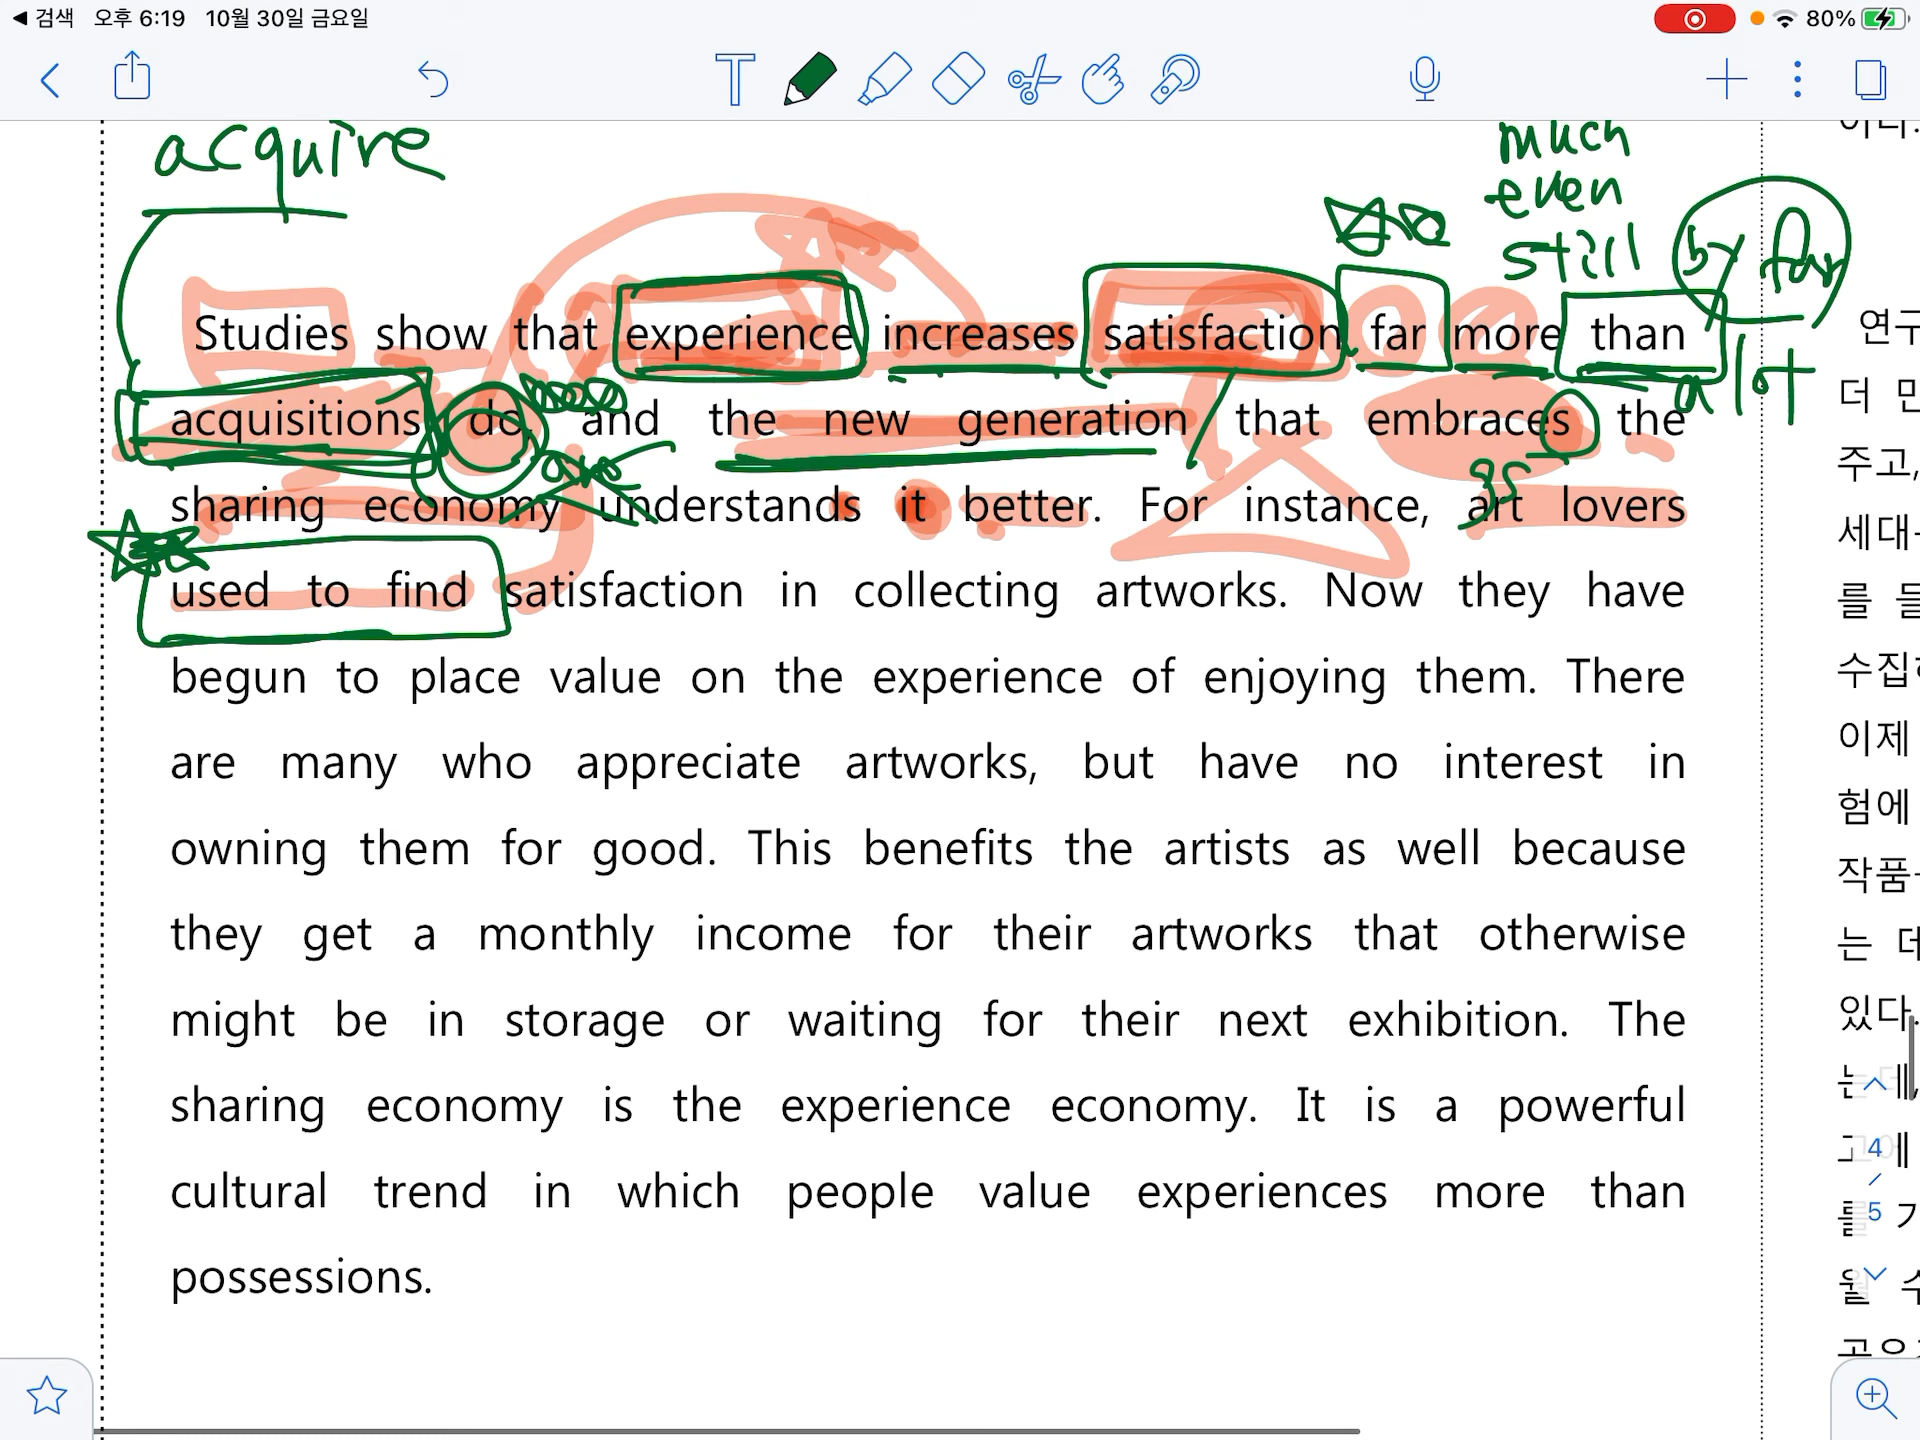 검색 오후 6:19 10월 30일 금요일 80%
acquire
much
even
still
by far
a lot
Studies show that experience increases satisfaction far more than
acquisitions do, and the new generation that embraces the
sharing economy understands it better. For instance, art lovers
used to find satisfaction in collecting artworks. Now they have
begun to place value on the experience of enjoying them. There
are many who appreciate artworks, but have no interest in
owning them for good. This benefits the artists as well because
they get a monthly income for their artworks that otherwise
might be in storage or waiting for their next exhibition. The
sharing economy is the experience economy. It is a powerful
cultural trend in which people value experiences more than
possessions.
연구
더
주고,
세대
를
수집
이제
험에
작품
는 데
있다.
4
5